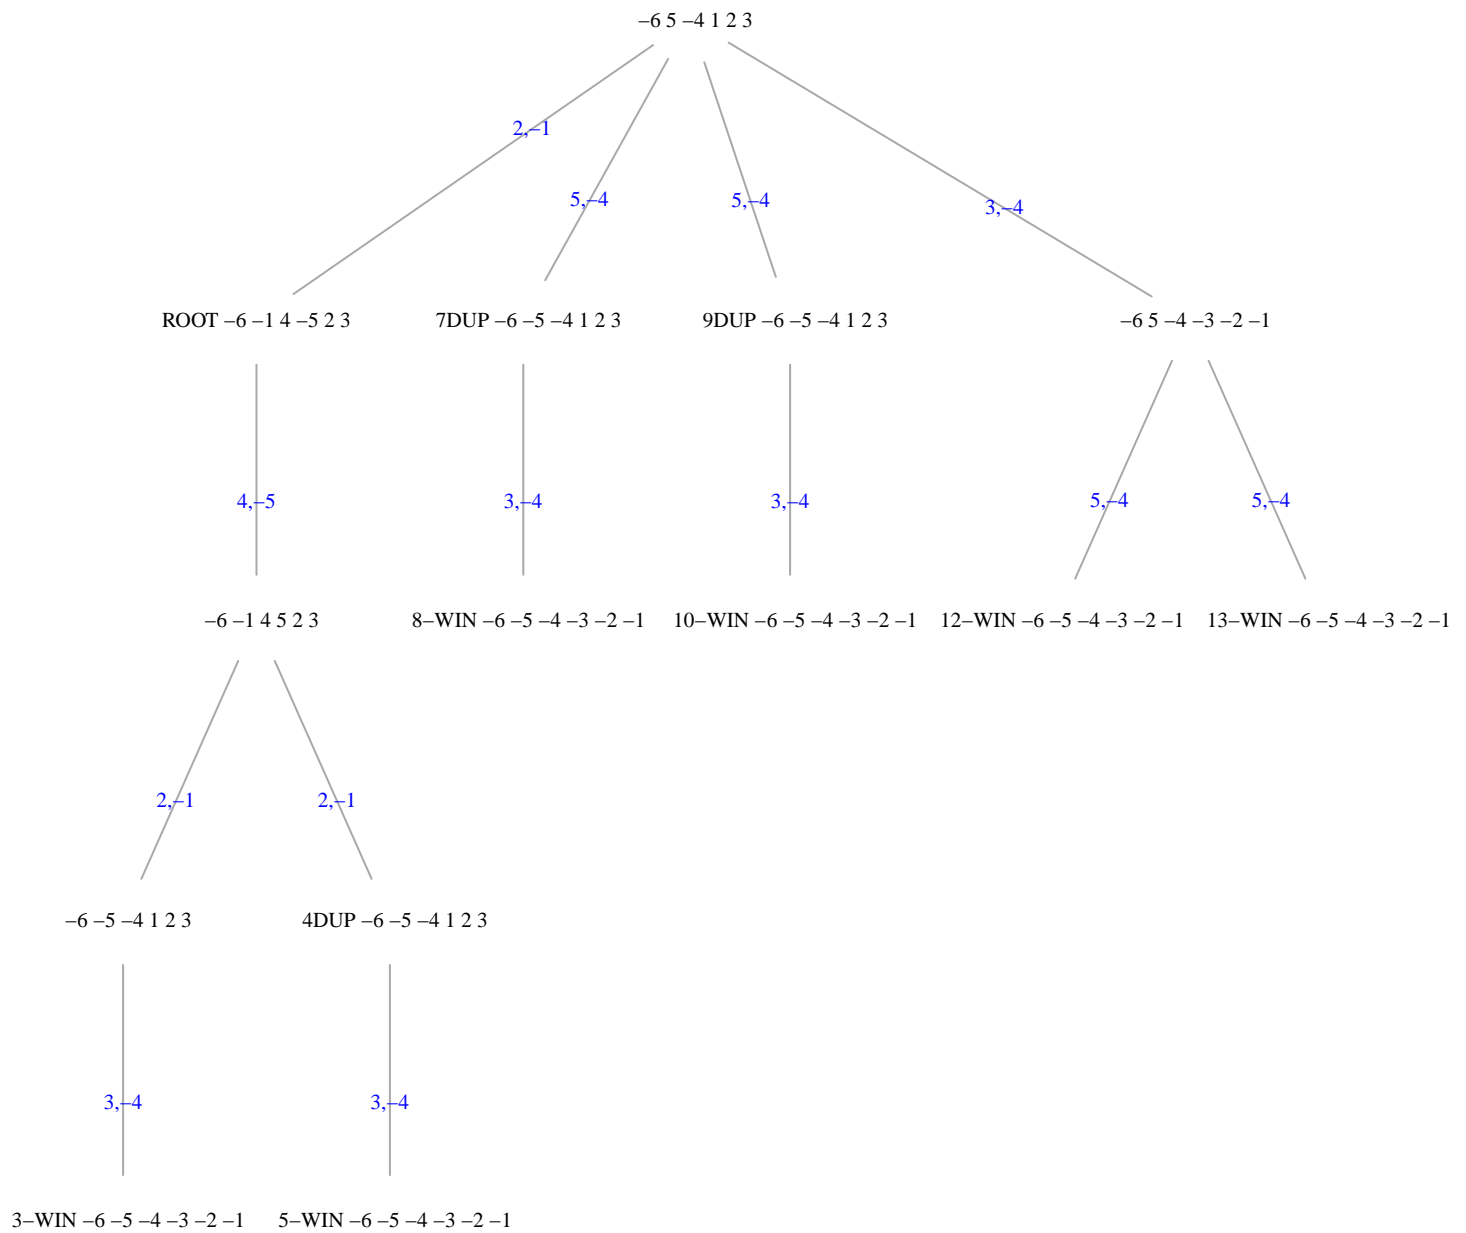 −6 5 −4 1 2 3
2,−1
5,−4
5,−4
3,−4
ROOT −6 −1 4 −5 2 3
7DUP −6 −5 −4 1 2 3
9DUP −6 −5 −4 1 2 3
−6 5 −4 −3 −2 −1
4,−5
3,−4
3,−4
5,−4
5,−4
−6 −1 4 5 2 3
8−WIN −6 −5 −4 −3 −2 −1
10−WIN −6 −5 −4 −3 −2 −1
12−WIN −6 −5 −4 −3 −2 −1
13−WIN −6 −5 −4 −3 −2 −1
2,−1
2,−1
−6 −5 −4 1 2 3
4DUP −6 −5 −4 1 2 3
3,−4
3,−4
3−WIN −6 −5 −4 −3 −2 −1
5−WIN −6 −5 −4 −3 −2 −1